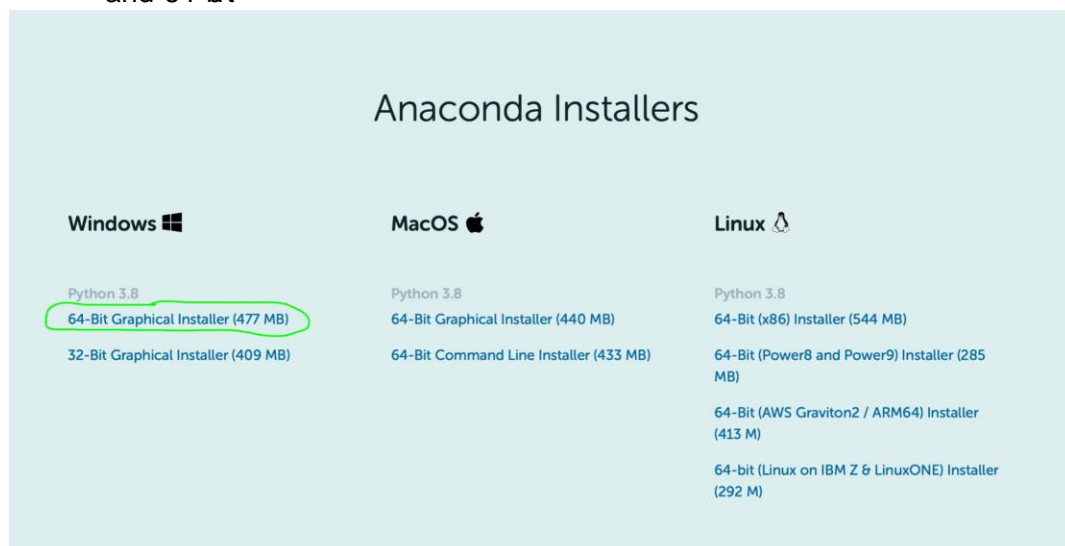 Anaconda Installers
Windows
MacOS
Linux
Python 3.8
64-Bit Graphical Installer (477 MB)
32-Bit Graphical Installer (409 MB)
Python 3.8
64-Bit Graphical Installer (440 MB)
64-Bit Command Line Installer (433 MB)
Python 3.8
64-Bit (x86) Installer (544 MB)
64-Bit (Power8 and Power9) Installer (285
MB)
64-Bit (AWS Graviton2 / ARM64) Installer
(413 M)
64-bit (Linux on IBM Z & LinuxONE) Installer
(292 M)